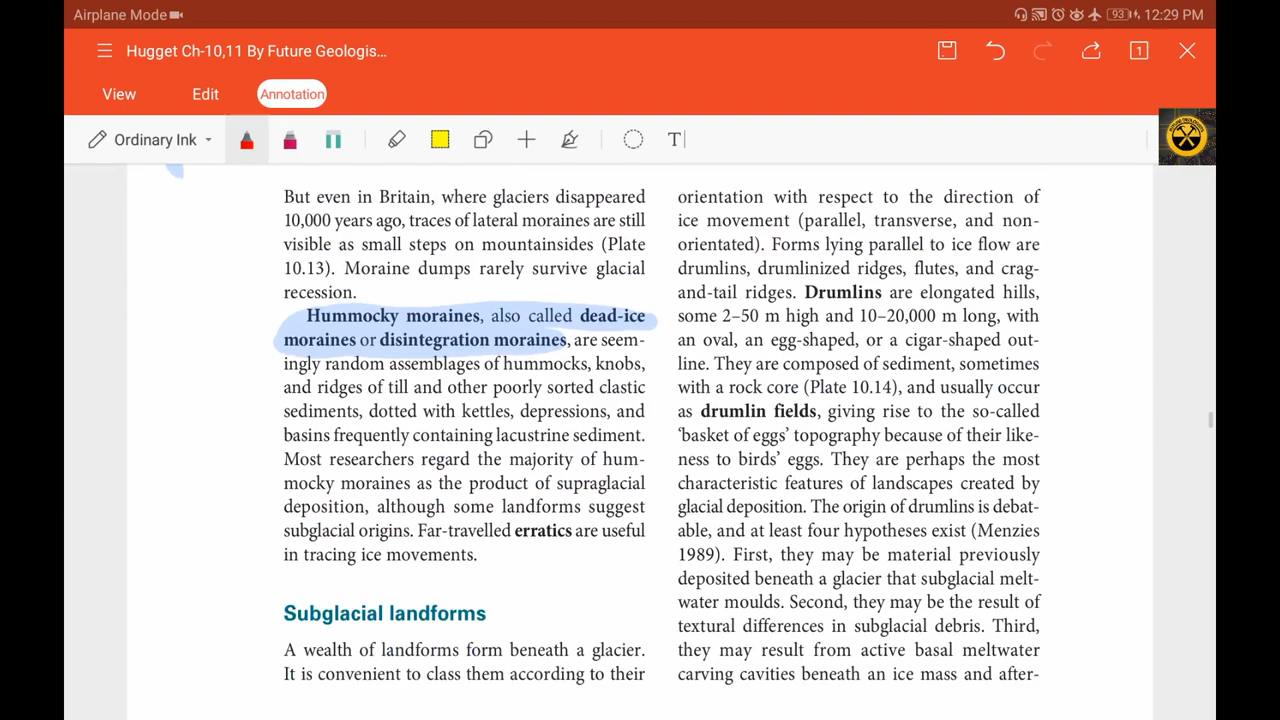 Airplane Mode
93
12:29 PM
Hugget Ch-10,11 By Future Geologis...
1
View
Edit
Annotation
Ordinary Ink
T
But even in Britain, where glaciers disappeared
10,000 years ago, traces of lateral moraines are still
visible as small steps on mountainsides (Plate
10.13). Moraine dumps rarely survive glacial
recession.
Hummocky moraines, also called dead-ice
moraines or disintegration moraines, are seem-
ingly random assemblages of hummocks, knobs,
and ridges of till and other poorly sorted clastic
sediments, dotted with kettles, depressions, and
basins frequently containing lacustrine sediment.
Most researchers regard the majority of hum-
mocky moraines as the product of supraglacial
deposition, although some landforms suggest
subglacial origins. Far-travelled erratics are useful
in tracing ice movements.
Subglacial landforms
A wealth of landforms form beneath a glacier.
It is convenient to class them according to their
orientation with respect to the direction of
ice movement (parallel, transverse, and non-
orientated). Forms lying parallel to ice flow are
drumlins, drumlinized ridges, flutes, and crag-
and-tail ridges. Drumlins are elongated hills,
some 2–50 m high and 10–20,000 m long, with
an oval, an egg-shaped, or a cigar-shaped out-
line. They are composed of sediment, sometimes
with a rock core (Plate 10.14), and usually occur
as drumlin fields, giving rise to the so-called
‘basket of eggs’ topography because of their like-
ness to birds’ eggs. They are perhaps the most
characteristic features of landscapes created by
glacial deposition. The origin of drumlins is debat-
able, and at least four hypotheses exist (Menzies
1989). First, they may be material previously
deposited beneath a glacier that subglacial melt-
water moulds. Second, they may be the result of
textural differences in subglacial debris. Third,
they may result from active basal meltwater
carving cavities beneath an ice mass and after-